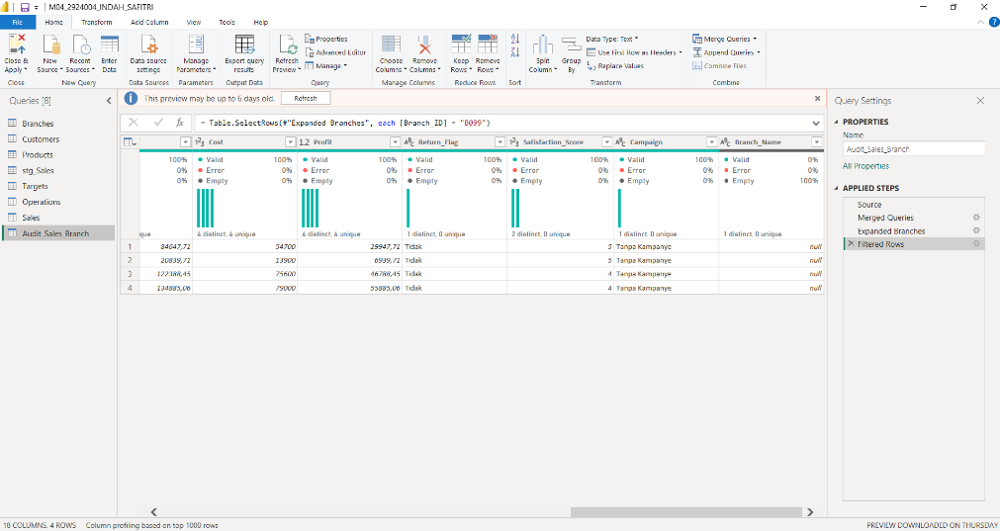 M04_2924004_INDAH_SAFITRI
File Home Transform Add Column View Tools Help
Close & Apply
New Source
Recent Sources
Enter Data
Data source settings
Manage Parameters
Export query results
Refresh Preview
Properties
Advanced Editor
Manage
Choose Columns
Remove Columns
Keep Rows
Remove Rows
Split Column
Group By
Data Type: Text
Use First Row as Headers
Replace Values
Merge Queries
Append Queries
Combine Files
Close New Query Data Sources Parameters Output Data Query Manage Columns Reduce Rows Sort Transform Combine
Queries [8]
Branches
Customers
Products
stg_Sales
Targets
Operations
Sales
Audit_Sales_Branch
This preview may be up to 6 days old. Refresh
fx = Table.SelectRows(#"Expanded Branches", each [Branch_ID] = "B099")
123 Cost 1.2 Profit ABC Return_Flag 123 Satisfaction_Score ABC Campaign ABC Branch_Name
100% Valid 100% Valid 100% Valid 100% Valid 100% Valid 100% Valid 0%
0% Error 0% Error 0% Error 0% Error 0% Error 0% Error 0%
0% Empty 0% Empty 0% Empty 0% Empty 0% Empty 0% Empty 100%
que 4 distinct, 4 unique 4 distinct, 4 unique 1 distinct, 0 unique 2 distinct, 0 unique 1 distinct, 0 unique 1 distinct, 0 unique
1 84647,71 54700 29947,71 Tidak 5 Tanpa Kampanye null
2 20839,71 13900 6939,71 Tidak 5 Tanpa Kampanye null
3 122388,45 75600 46788,45 Tidak 4 Tanpa Kampanye null
4 134885,06 79000 55885,06 Tidak 4 Tanpa Kampanye null
Query Settings
PROPERTIES
Name
Audit_Sales_Branch
All Properties
APPLIED STEPS
Source
Merged Queries
Expanded Branches
Filtered Rows
18 COLUMNS, 4 ROWS Column profiling based on top 1000 rows
PREVIEW DOWNLOADED ON THURSDAY